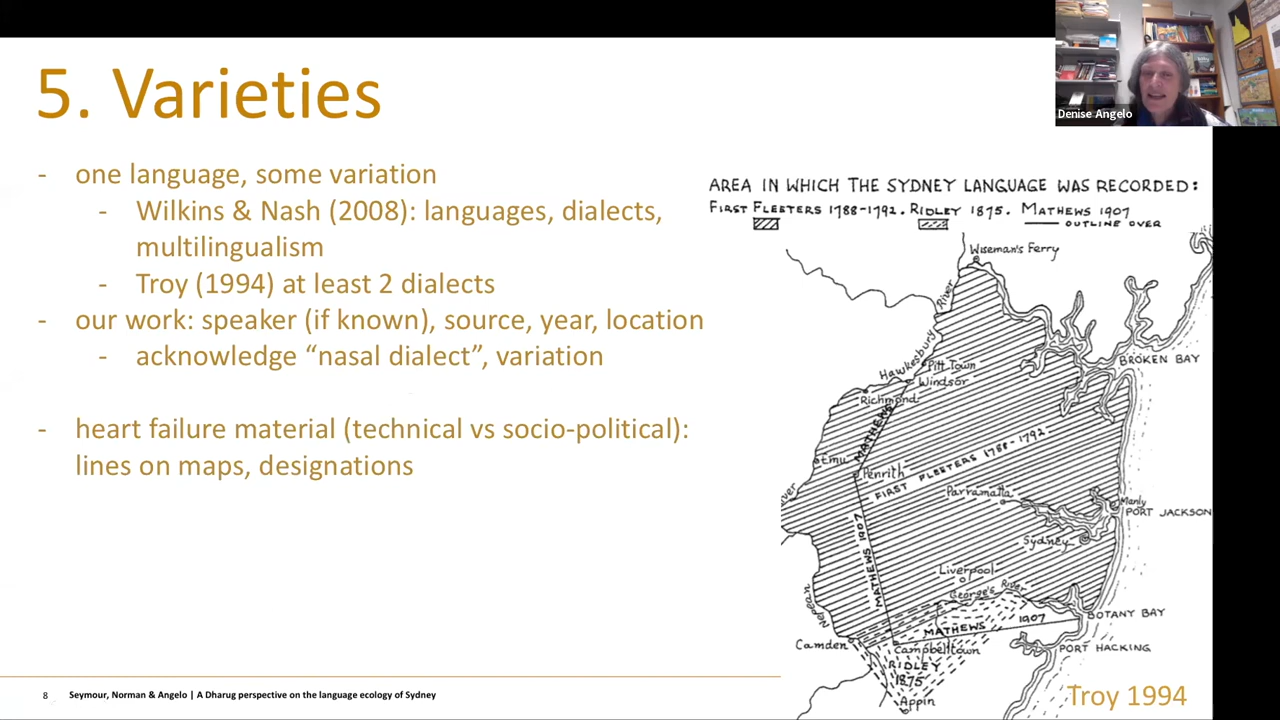 5. Varieties
Denise Angelo
- one language, some variation
- Wilkins & Nash (2008): languages, dialects,
multilingualism
- Troy (1994) at least 2 dialects
- our work: speaker (if known), source, year, location
- acknowledge “nasal dialect”, variation
- heart failure material (technical vs socio-political):
lines on maps, designations
AREA IN WHICH THE SYDNEY LANGUAGE WAS RECORDED:
FIRST FLEETERS 1788-1792. RIDLEY 1875. MATHEWS 1907
OUTLINE OVER
Wiseman's Ferry
Hawkesbury River
BROKEN BAY
Pitt Town
Windsor
Richmond
MATHEWS
Emu
Penrith
FIRST FLEETERS 1788-1792
Parramatta
Manly
PORT JACKSON
Sydney
MATHEWS 1907
Liverpool
George's River
Nepean
BOTANY BAY
MATHEWS 1907
Camden
Campbelltown
PORT HACKING
RIDLEY
1875
Appin
Troy 1994
8 Seymour, Norman & Angelo | A Dharug perspective on the language ecology of Sydney